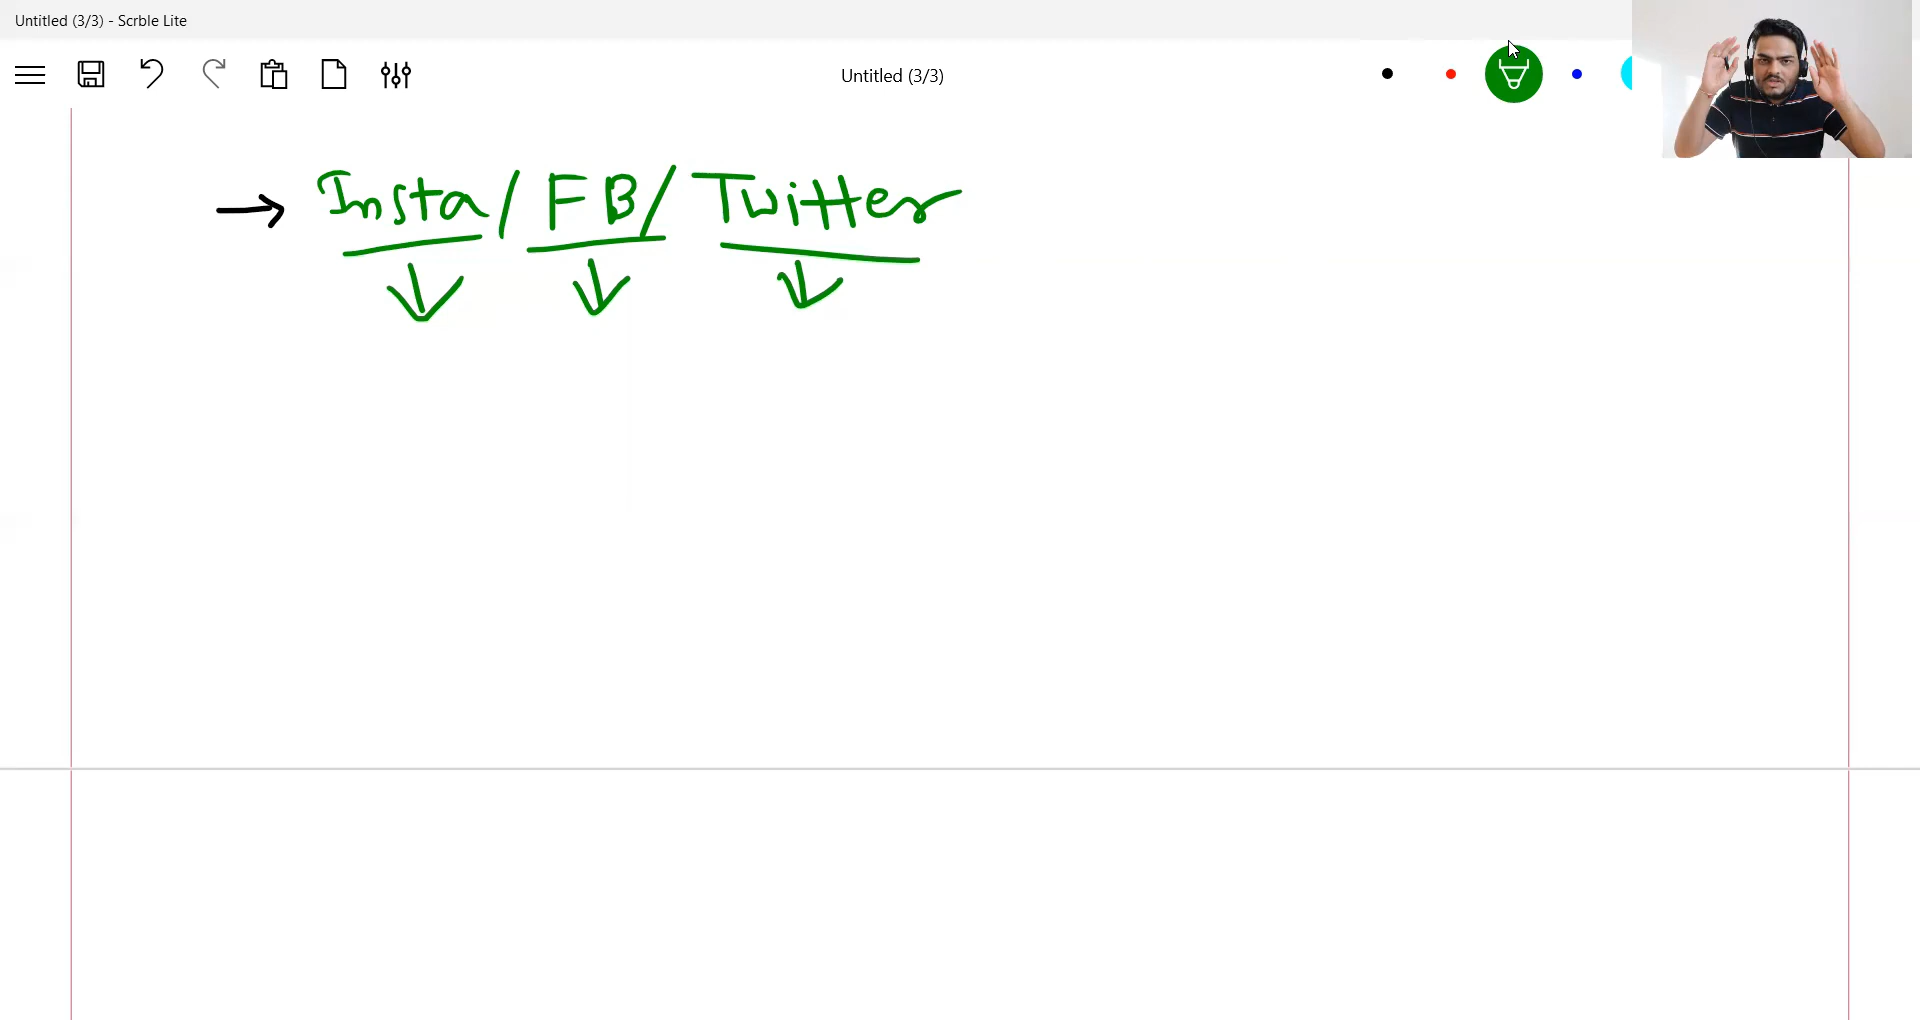 Untitled (3/3) - Scrble Lite
Untitled (3/3)
→ Insta / FB / Twitter